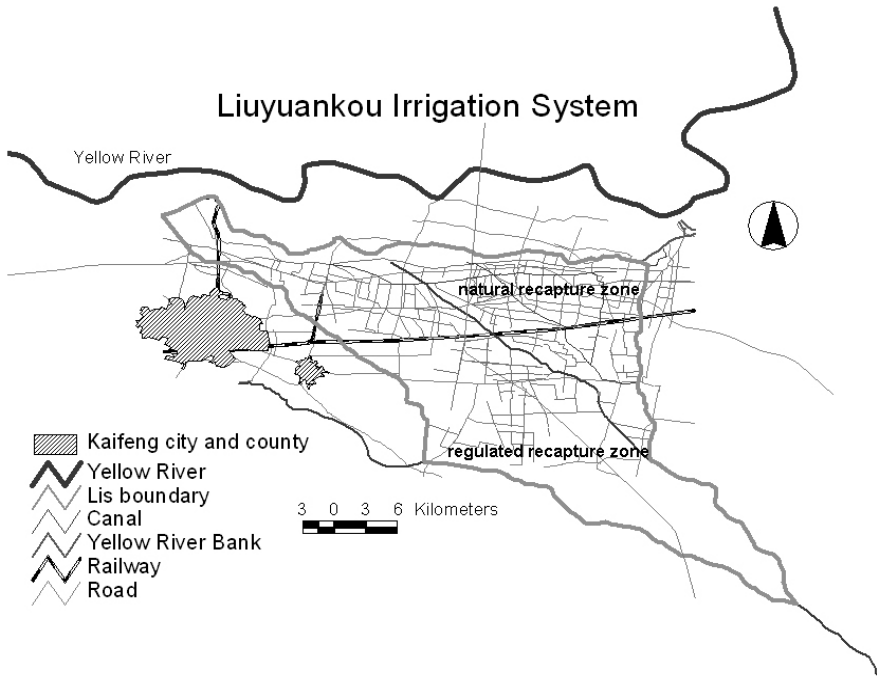 Liuyuankou Irrigation System
Yellow River
natural recapture zone
regulated recapture zone
Kaifeng city and county
Yellow River
Lis boundary
Canal
Yellow River Bank
Railway
Road
3 0 3 6 Kilometers